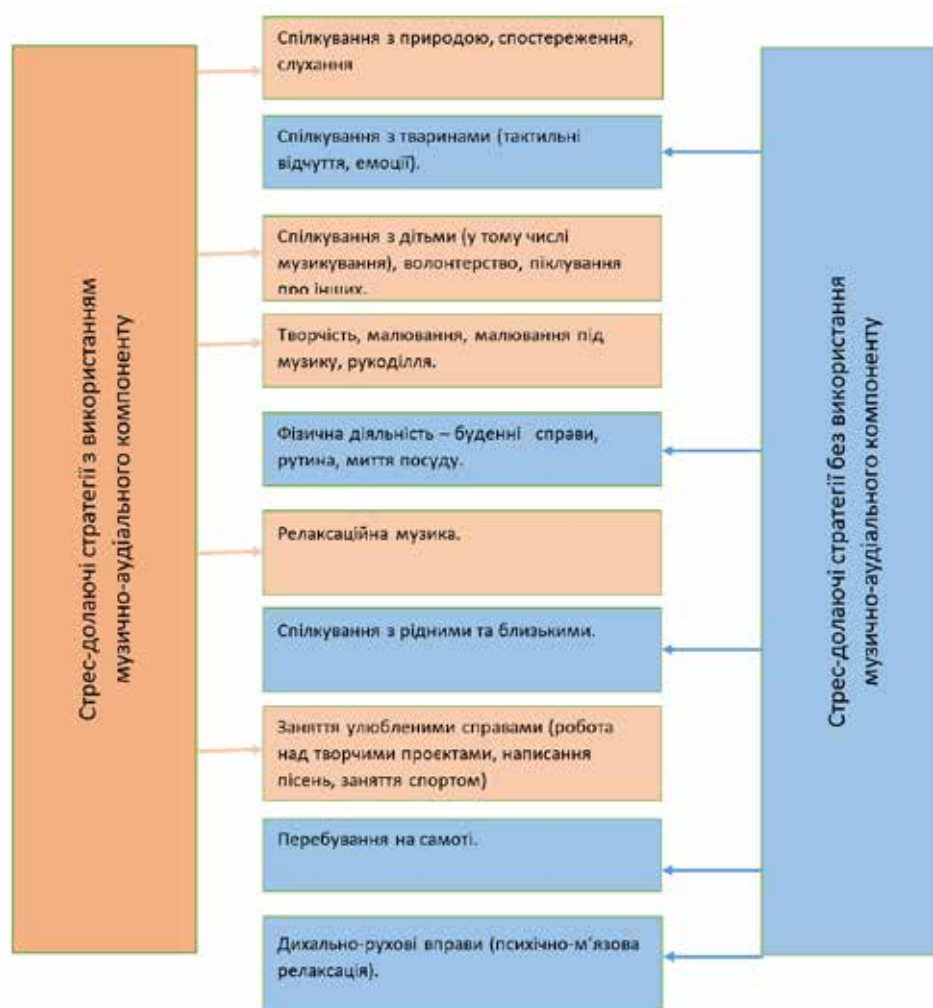 Стрес-долаючі стратегії з використанням
музично-аудіального компоненту
Спілкування з природою, спостереження,
слухання
Спілкування з тваринами (тактильні
відчуття, емоції).
Спілкування з дітьми (у тому числі
музикування), волонтерство, піклування
про інших.
Творчість, малювання, малювання під
музику, рукоділля.
Фізична діяльність – буденні справи,
рутина, миття посуду.
Релаксаційна музика.
Спілкування з рідними та близькими.
Заняття улюбленими справами (робота
над творчими проєктами, написання
пісень, заняття спортом)
Перебування на самоті.
Дихально-рухові вправи (психічно-м’язова
релаксація).
Стрес-долаючі стратегії без використання
музично-аудіального компоненту